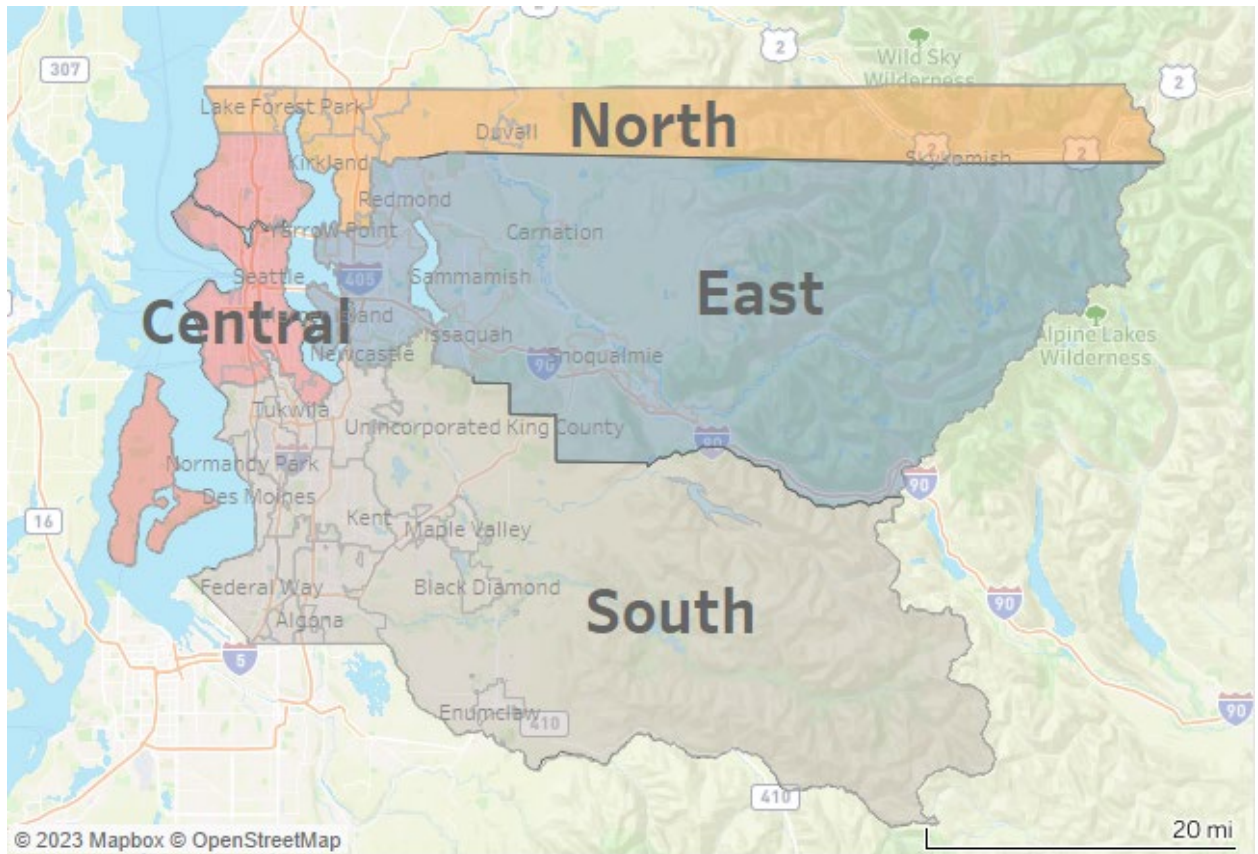 2
Wild Sky
Wilderness
307
2
Lake Forest Park
North
Duvall
2
2
Skykomish
Kirkland
Redmond
Yarrow Point
Carnation
Seattle
405
Sammamish
East
Central
Issaquah
Alpine Lakes
Wilderness
Newcastle
90
Snoqualmie
Tukwila
Unincorporated King County
90
Normandy Park
90
Des Moines
16
Kent
Maple Valley
Federal Way
Black Diamond
South
90
Algona
5
Enumclaw
410
90
410
20 mi
© 2023 Mapbox © OpenStreetMap